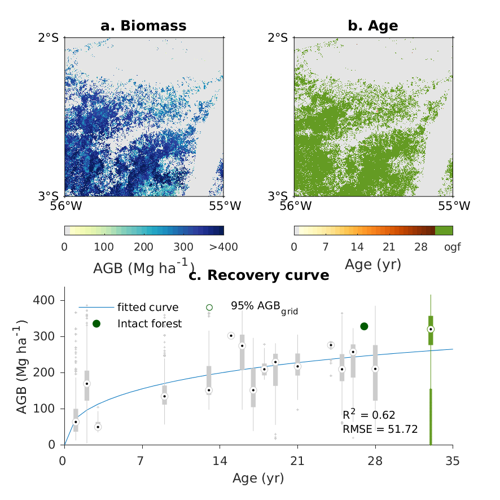 a. Biomass
b. Age
2°S
3°S
56°W
55°W
2°S
3°S
56°W
55°W
0 100 200 300 >400
AGB (Mg ha⁻¹)
0 7 14 21 28 ogf
Age (yr)
c. Recovery curve
fitted curve
95% AGB_grid
Intact forest
AGB (Mg ha⁻¹)
400
300
200
100
0
R² = 0.62
RMSE = 51.72
0 7 14 21 28 35
Age (yr)